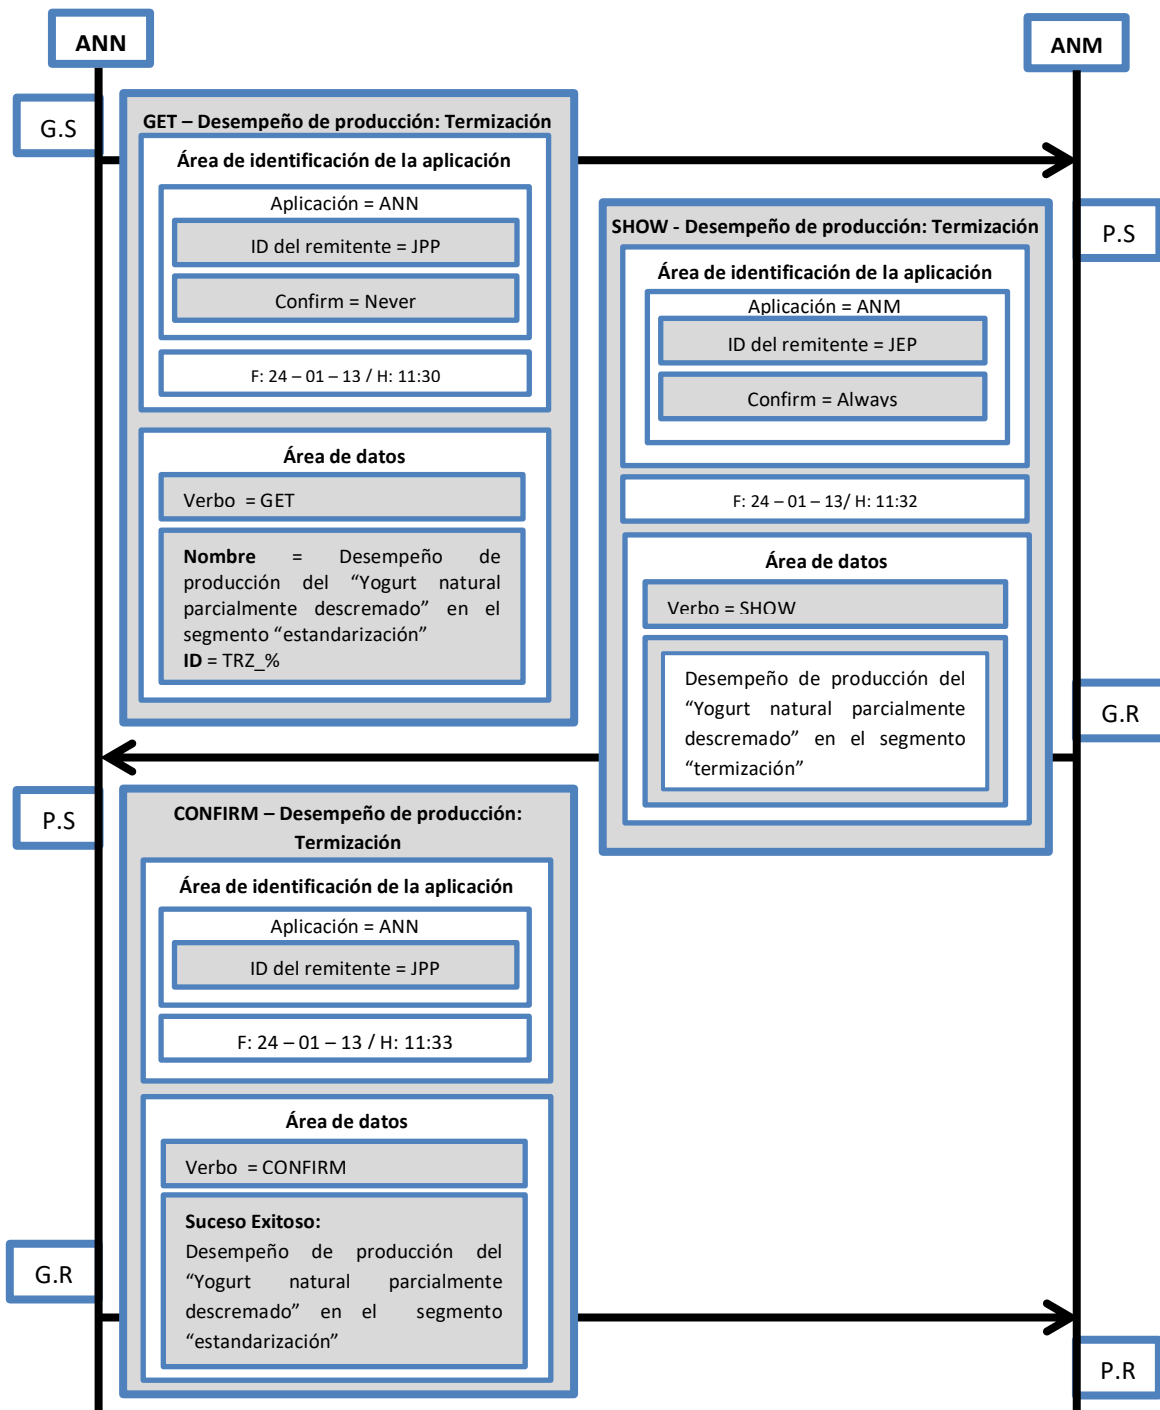 ANN
ANM
G.S
GET – Desempeño de producción: Termización
Área de identificación de la aplicación
Aplicación = ANN
ID del remitente = JPP
Confirm = Never
F: 24 – 01 – 13 / H: 11:30
Área de datos
Verbo = GET
Nombre = Desempeño de
producción del “Yogurt natural
parcialmente descremado” en el
segmento “estandarización”
ID = TRZ_%
P.S
SHOW - Desempeño de producción: Termización
Área de identificación de la aplicación
Aplicación = ANM
ID del remitente = JEP
Confirm = Always
F: 24 – 01 – 13/ H: 11:32
Área de datos
Verbo = SHOW
Desempeño de producción del
“Yogurt natural parcialmente
descremado” en el segmento
“termización”
G.R
P.S
CONFIRM – Desempeño de producción:
Termización
Área de identificación de la aplicación
Aplicación = ANN
ID del remitente = JPP
F: 24 – 01 – 13 / H: 11:33
Área de datos
Verbo = CONFIRM
Suceso Exitoso:
Desempeño de producción del
“Yogurt natural parcialmente
descremado” en el segmento
“estandarización”
G.R
P.R